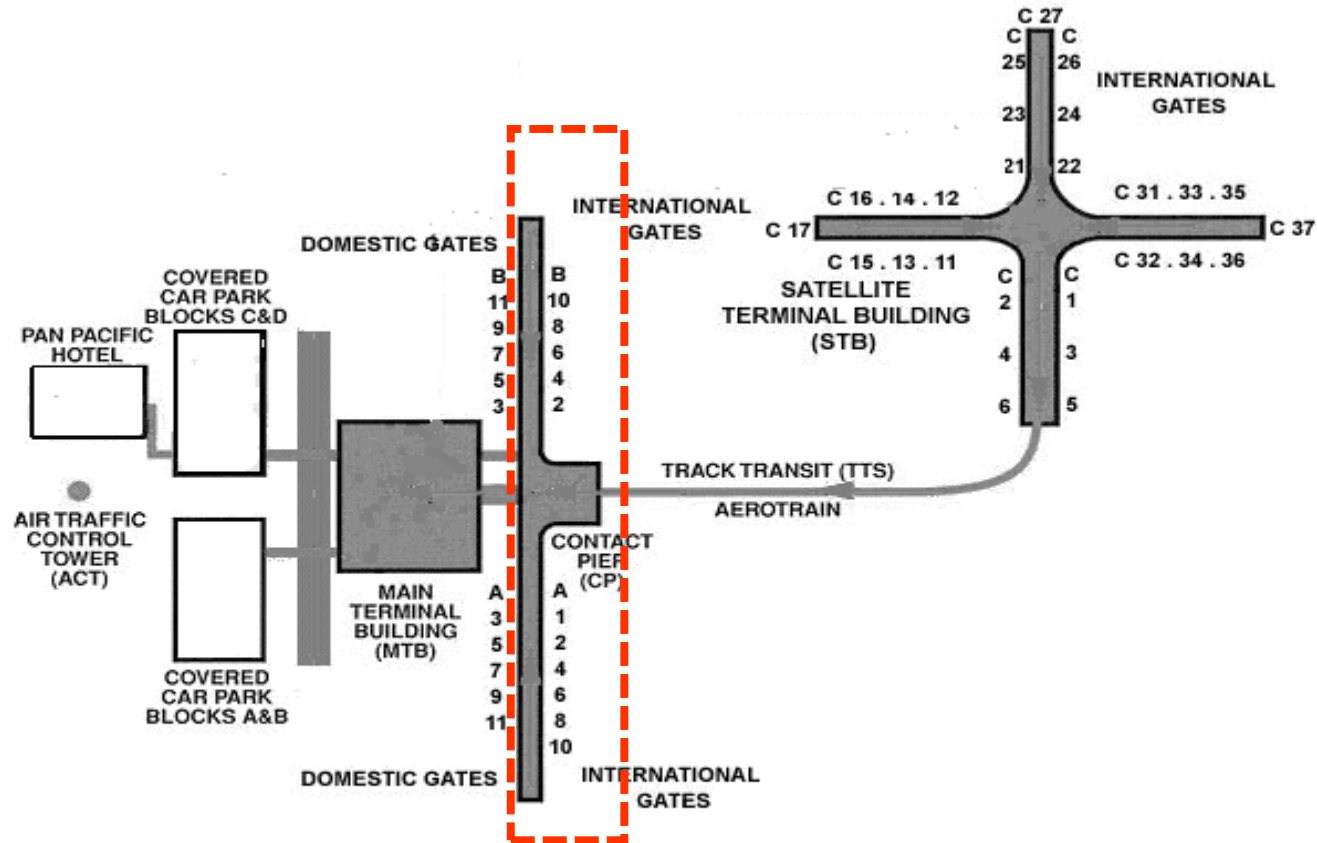 C 27
C C
25 26
INTERNATIONAL
GATES
23 24
21 22
C 16 . 14 . 12
C 31 . 33 . 35
C 17
C 37
C 15 . 13 . 11
C 32 . 34 . 36
SATELLITE
TERMINAL BUILDING
(STB)
C C
2 1
4 3
6 5
INTERNATIONAL
GATES
DOMESTIC GATES
B B
11 10
9 8
7 6
5 4
3 2
COVERED
CAR PARK
BLOCKS C&D
PAN PACIFIC
HOTEL
TRACK TRANSIT (TTS)
AEROTRAIN
AIR TRAFFIC
CONTROL
TOWER
(ACT)
CONTACT
PIER
(CP)
MAIN
TERMINAL
BUILDING
(MTB)
A A
3 1
5 2
7 4
9 6
11 8
10
COVERED
CAR PARK
BLOCKS A&B
DOMESTIC GATES
INTERNATIONAL
GATES